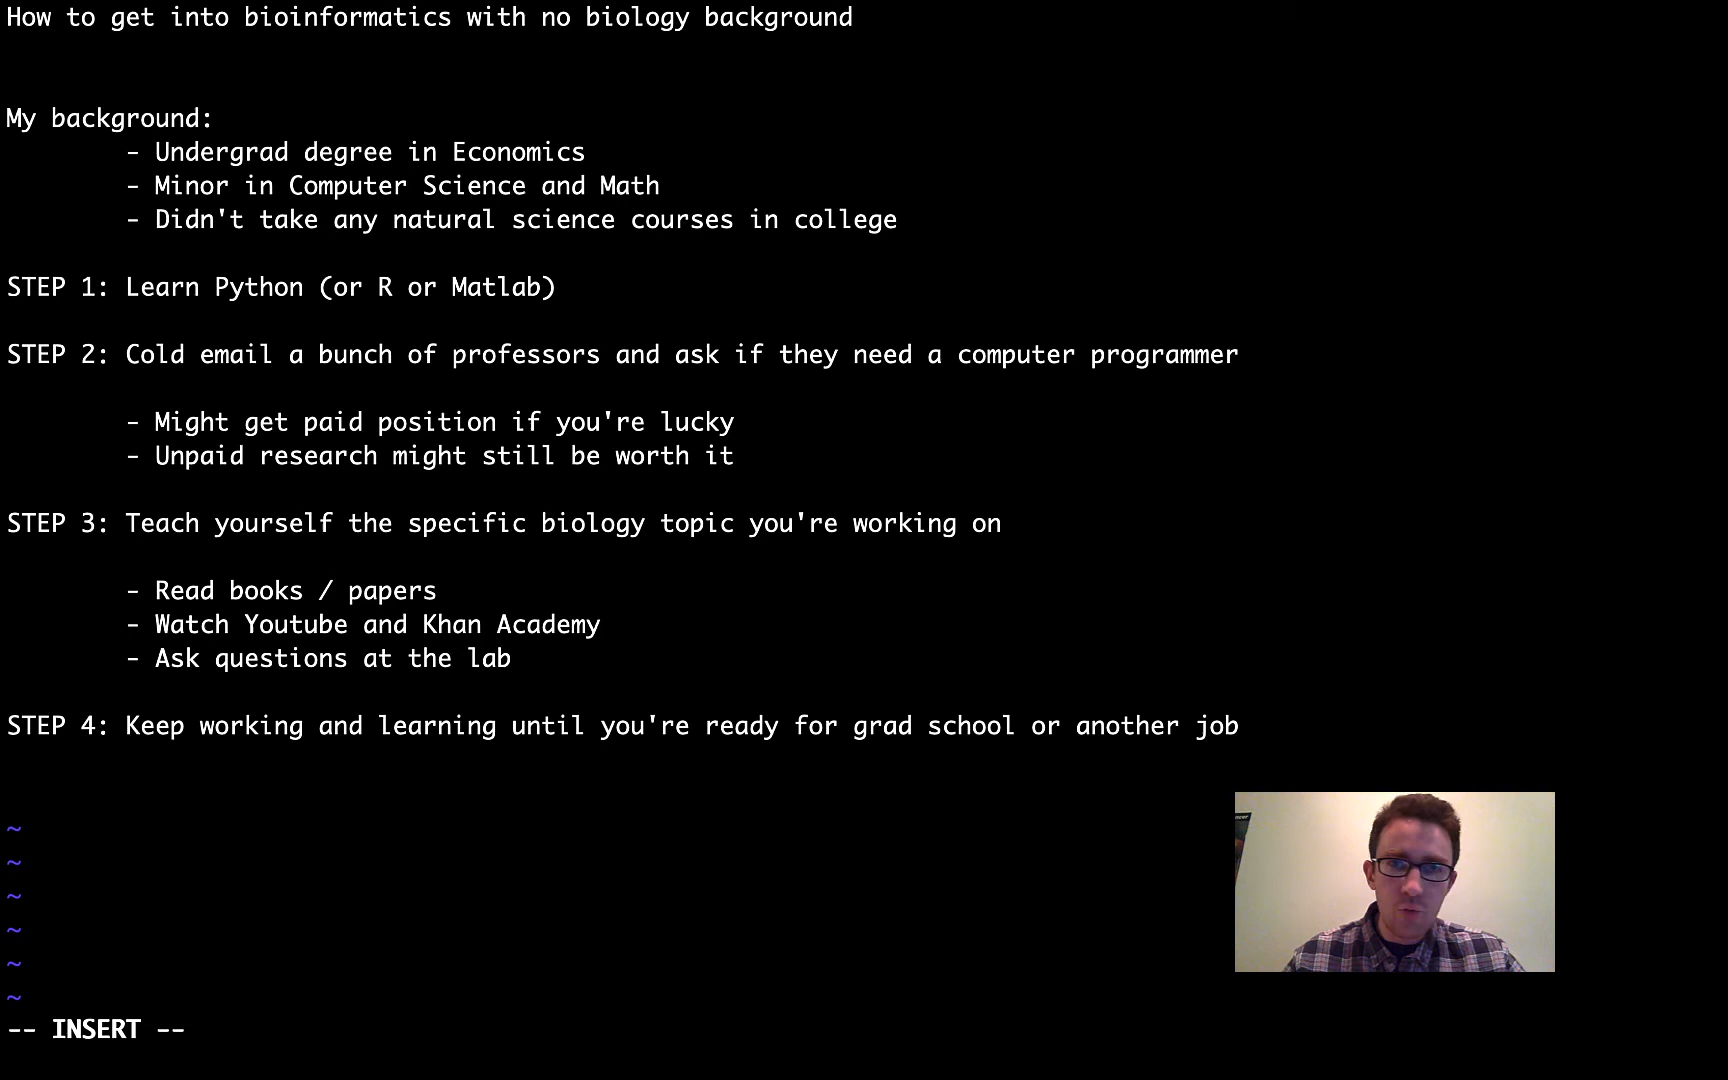 How to get into bioinformatics with no biology background
My background:
- Undergrad degree in Economics
- Minor in Computer Science and Math
- Didn't take any natural science courses in college
STEP 1: Learn Python (or R or Matlab)
STEP 2: Cold email a bunch of professors and ask if they need a computer programmer
- Might get paid position if you're lucky
- Unpaid research might still be worth it
STEP 3: Teach yourself the specific biology topic you're working on
- Read books / papers
- Watch Youtube and Khan Academy
- Ask questions at the lab
STEP 4: Keep working and learning until you're ready for grad school or another job
~
~
~
~
~
~
-- INSERT --